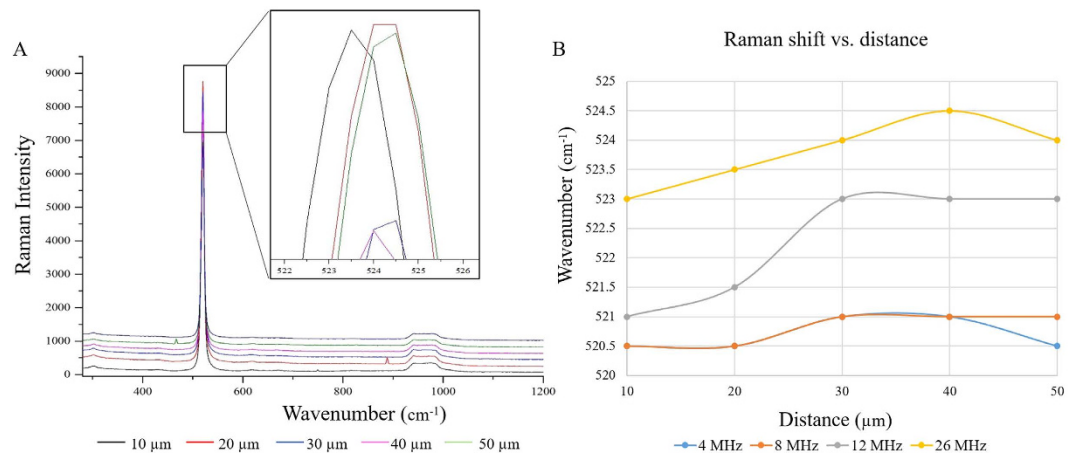 A
Raman Intensity
9000
8000
7000
6000
5000
4000
3000
2000
1000
0
400 600 800 1000 1200
Wavenumber (cm-1)
522 523 524 525 526
10 µm 20 µm 30 µm 40 µm 50 µm
B
Raman shift vs. distance
Wavenumber (cm-1)
525
524.5
524
523.5
523
522.5
522
521.5
521
520.5
520
10 20 30 40 50
Distance (µm)
4 MHz 8 MHz 12 MHz 26 MHz